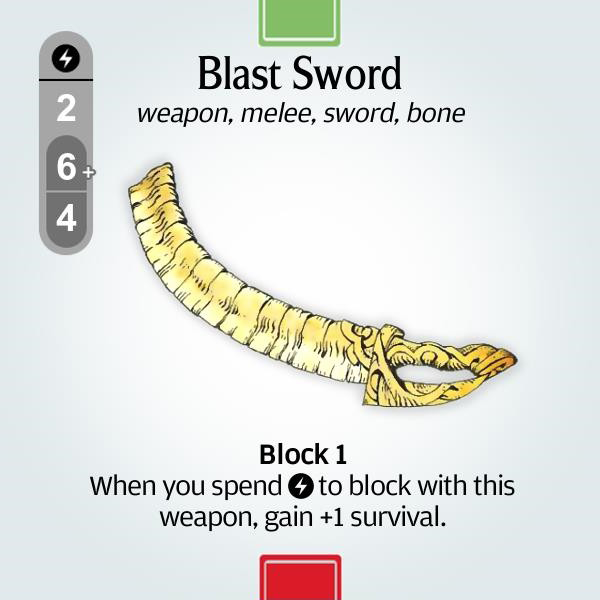 Blast Sword
weapon, melee, sword, bone
2
6+
4
Block 1
When you spend to block with this
weapon, gain +1 survival.